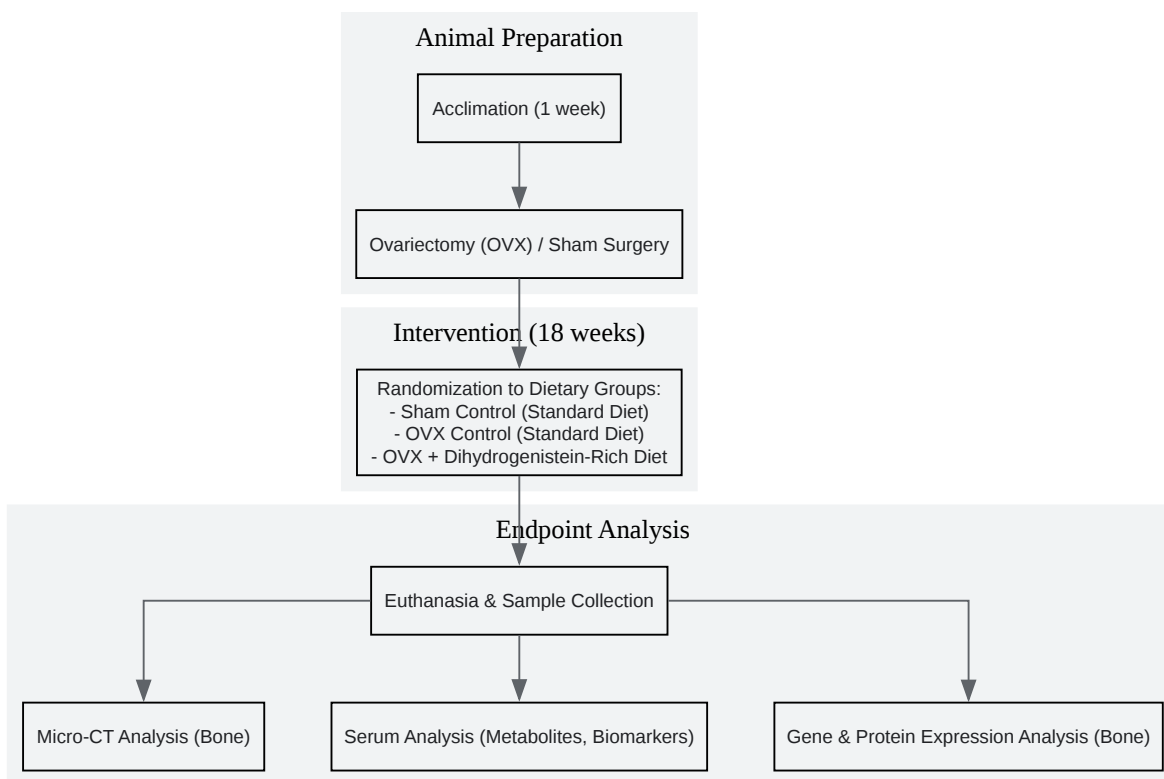 Animal Preparation
Acclimation (1 week)
Ovariectomy (OVX) / Sham Surgery
Intervention (18 weeks)
Randomization to Dietary Groups:
- Sham Control (Standard Diet)
- OVX Control (Standard Diet)
- OVX + Dihydrogenistein-Rich Diet
Endpoint Analysis
Euthanasia & Sample Collection
Micro-CT Analysis (Bone)
Serum Analysis (Metabolites, Biomarkers)
Gene & Protein Expression Analysis (Bone)